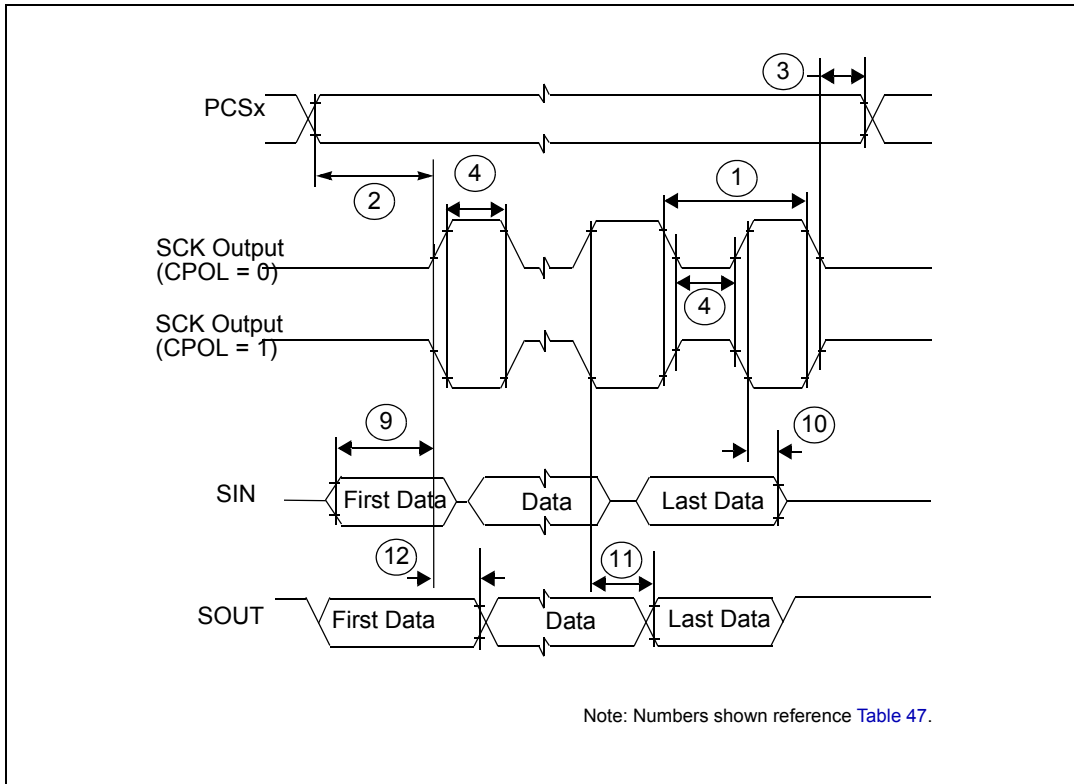 3
PCSx
2
4
1
SCK Output
(CPOL = 0)
4
SCK Output
(CPOL = 1)
9
10
SIN
First Data
Data
Last Data
12
11
SOUT
First Data
Data
Last Data
Note: Numbers shown reference Table 47.